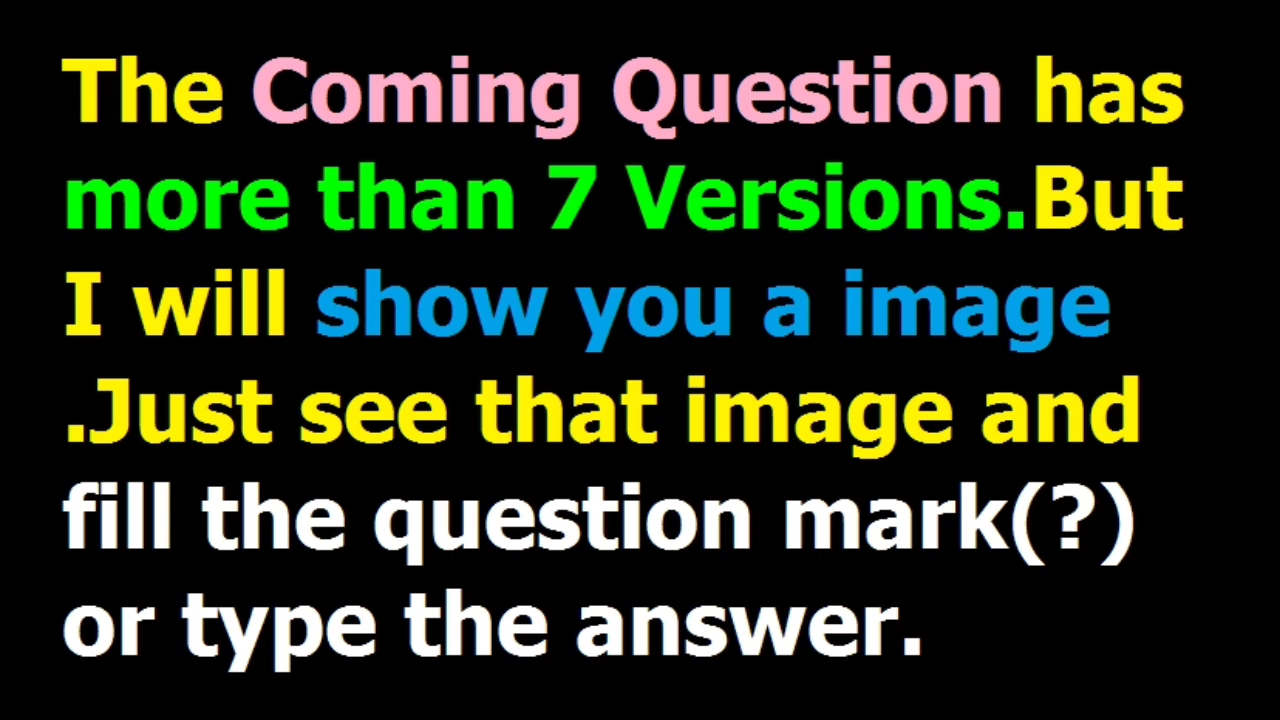 The Coming Question has
more than 7 Versions.But
I will show you a image
.Just see that image and
fill the question mark(?)
or type the answer.